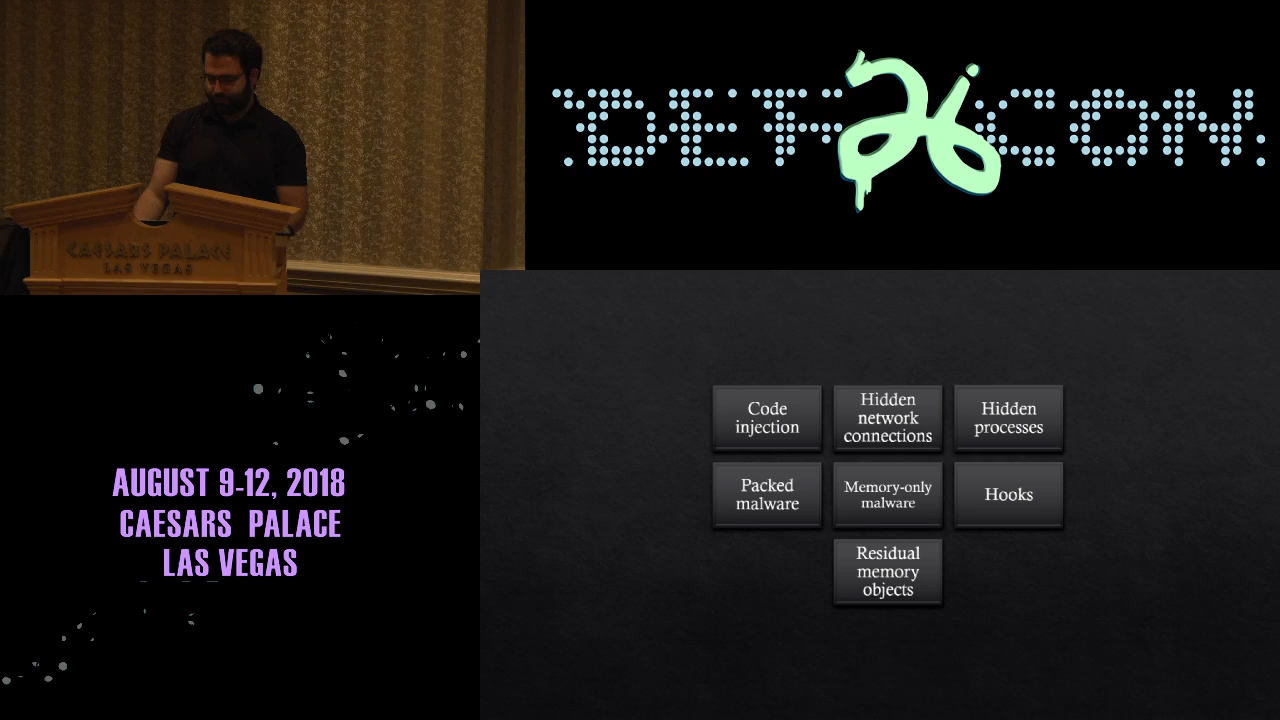 DEF 26 CON
CAESARS PALACE
LAS VEGAS
AUGUST 9-12, 2018
CAESARS PALACE
LAS VEGAS
Code
injection
Hidden
network
connections
Hidden
processes
Packed
malware
Memory-only
malware
Hooks
Residual
memory
objects